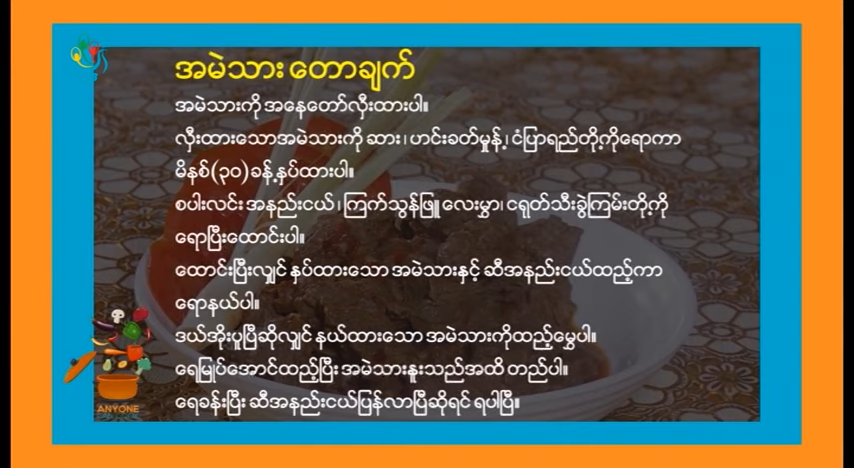 အမဲသား တောချက်
အမဲသားကို အနေတော်လှီးထားပါ။
လှီးထားသောအမဲသားကို ဆား၊ ဟင်းခတ်မှုန့်၊ ငံပြာရည်တို့ကိုရောကာ
မိနစ်(၃၀)ခန့်နှပ်ထားပါ။
စပါးလင်း အနည်းငယ်၊ ကြက်သွန်ဖြူ လေးမွှာ၊ ငရုတ်သီးခွဲကြမ်းတို့ကို
ရောပြီးထောင်းပါ။
ထောင်းပြီးလျှင် နှပ်ထားသော အမဲသားနှင့် ဆီအနည်းငယ်ထည့်ကာ
ရောနယ်ပါ။
ဒယ်အိုးပူပြီဆိုလျှင် နယ်ထားသော အမဲသားကိုထည့်မွှေပါ။
ရေမြုပ်အောင်ထည့်ပြီး အမဲသားနူးသည်အထိ တည်ပါ။
ရေခန်းပြီး ဆီအနည်းငယ်ပြန်လာပြီဆိုရင် ရပါပြီ။
ANYONE